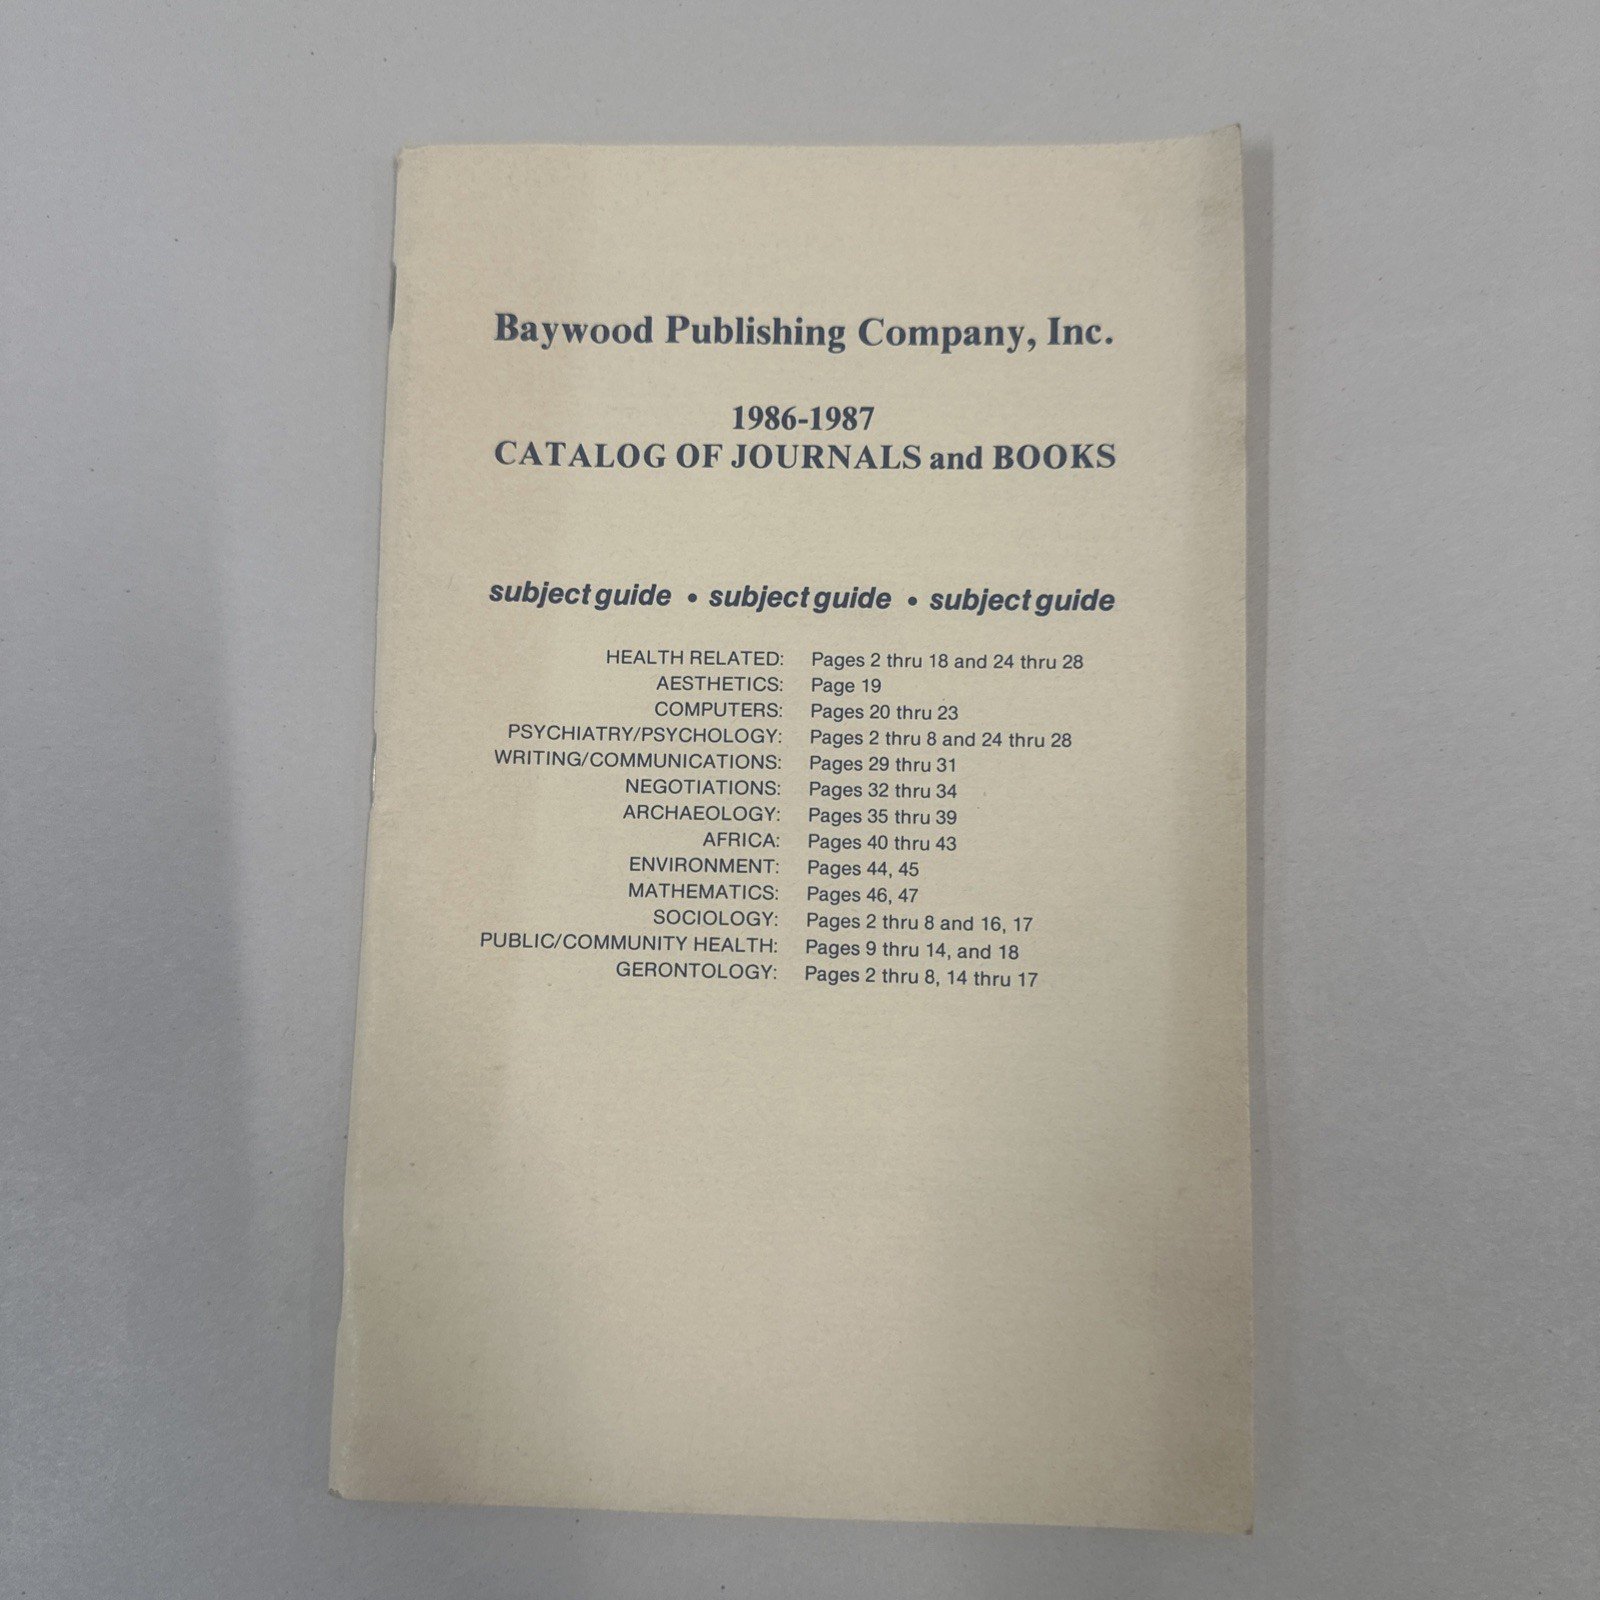 Baywood Publishing Company, Inc.
1986-1987
CATALOG OF JOURNALS and BOOKS
subject guide • subject guide • subject guide
HEALTH RELATED: Pages 2 thru 18 and 24 thru 28
AESTHETICS: Page 19
COMPUTERS: Pages 20 thru 23
PSYCHIATRY/PSYCHOLOGY: Pages 2 thru 8 and 24 thru 28
WRITING/COMMUNICATIONS: Pages 29 thru 31
NEGOTIATIONS: Pages 32 thru 34
ARCHAEOLOGY: Pages 35 thru 39
AFRICA: Pages 40 thru 43
ENVIRONMENT: Pages 44, 45
MATHEMATICS: Pages 46, 47
SOCIOLOGY: Pages 2 thru 8 and 16, 17
PUBLIC/COMMUNITY HEALTH: Pages 9 thru 14, and 18
GERONTOLOGY: Pages 2 thru 8, 14 thru 17